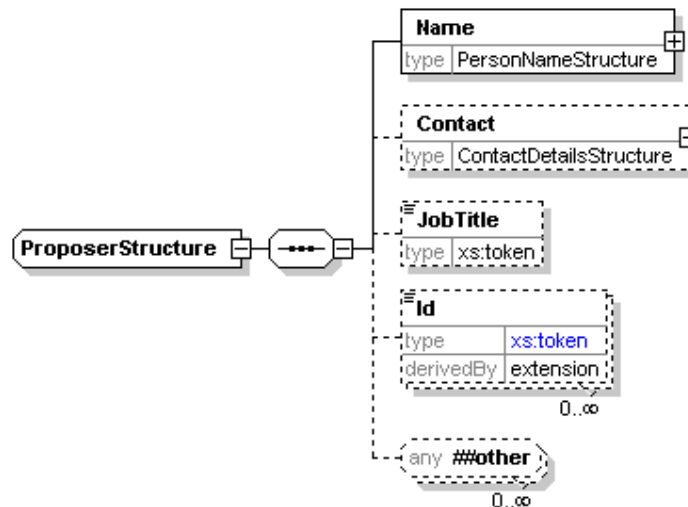 Name
type PersonNameStructure
Contact
type ContactDetailsStructure
JobTitle
type xs:token
ProposerStructure
Id
type xs:token
derivedBy extension
0..∞
any ##other
0..∞